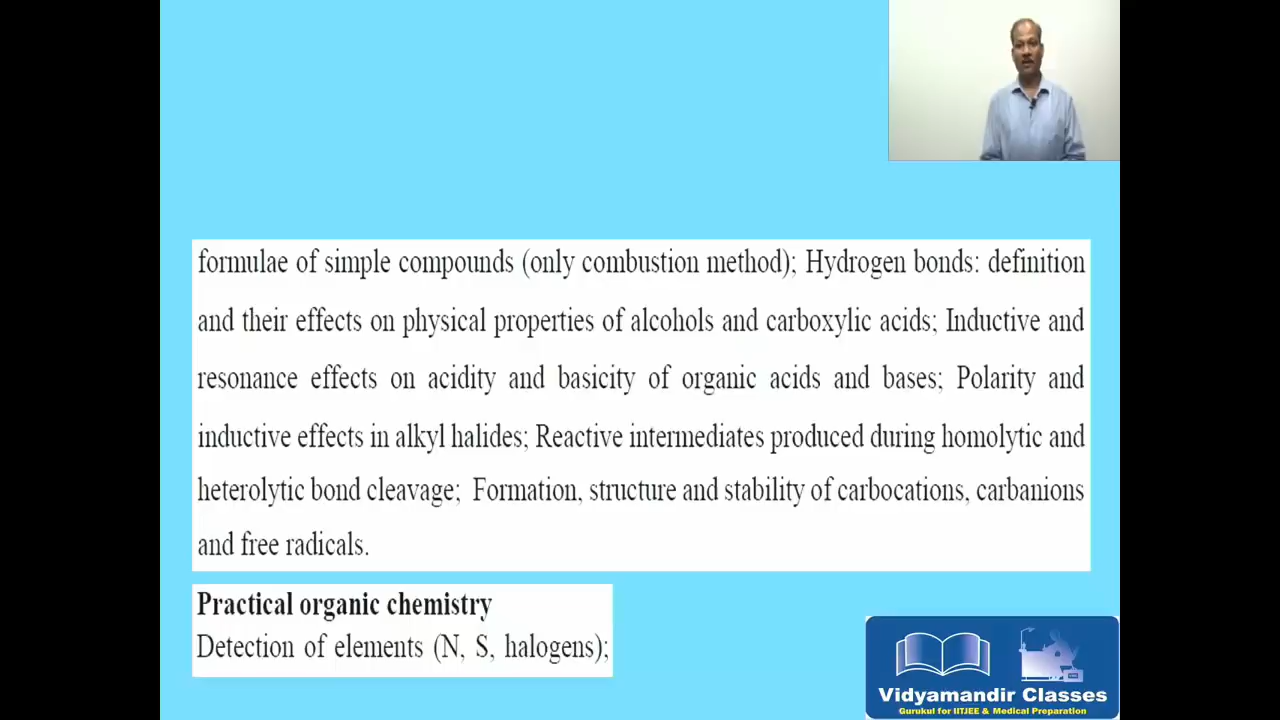 formulae of simple compounds (only combustion method); Hydrogen bonds: definition
and their effects on physical properties of alcohols and carboxylic acids; Inductive and
resonance effects on acidity and basicity of organic acids and bases; Polarity and
inductive effects in alkyl halides; Reactive intermediates produced during homolytic and
heterolytic bond cleavage; Formation, structure and stability of carbocations, carbanions
and free radicals.
Practical organic chemistry
Detection of elements (N, S, halogens);
Vidyamandir Classes
Gurukul for IITJEE & Medical Preparation